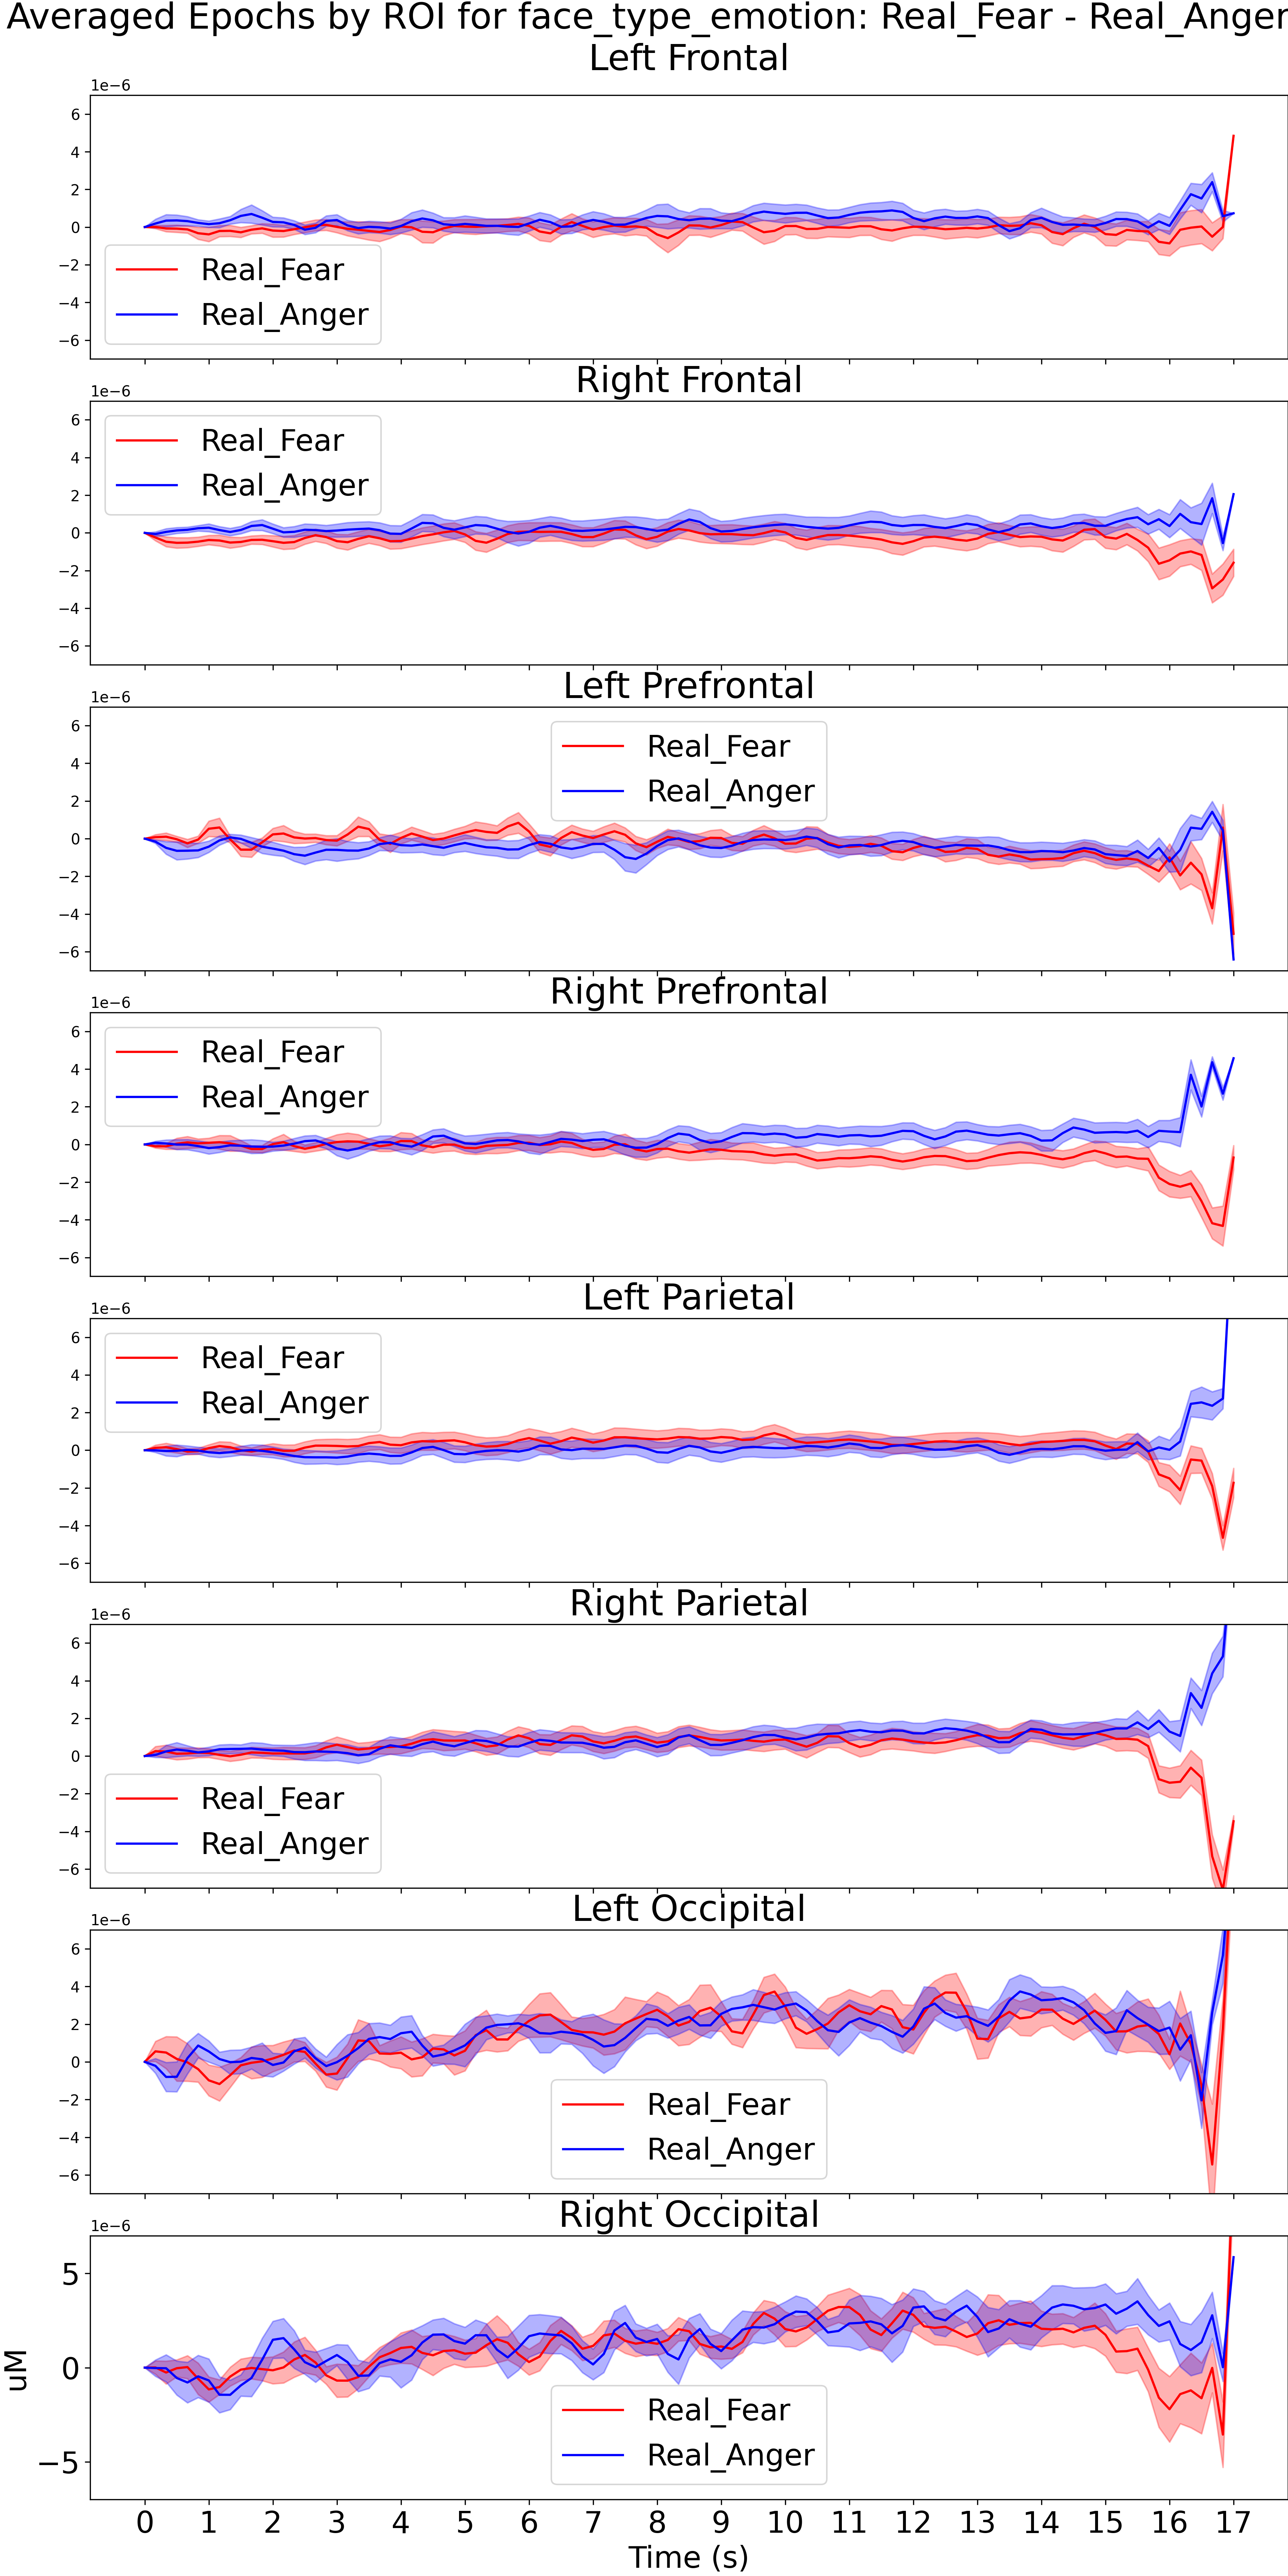 Averaged Epochs by ROI for face_type_emotion: Real_Fear - Real_Anger
Left Frontal
1e−6
6
4
2
0
−2
−4
−6
Real_Fear
Real_Anger
Right Frontal
1e−6
6
4
2
0
−2
−4
−6
Real_Fear
Real_Anger
Left Prefrontal
1e−6
6
4
2
0
−2
−4
−6
Real_Fear
Real_Anger
Right Prefrontal
1e−6
6
4
2
0
−2
−4
−6
Real_Fear
Real_Anger
Left Parietal
1e−6
6
4
2
0
−2
−4
−6
Real_Fear
Real_Anger
Right Parietal
1e−6
6
4
2
0
−2
−4
−6
Real_Fear
Real_Anger
Left Occipital
1e−6
6
4
2
0
−2
−4
−6
Real_Fear
Real_Anger
Right Occipital
1e−6
5
0
−5
uM
Real_Fear
Real_Anger
0 1 2 3 4 5 6 7 8 9 10 11 12 13 14 15 16 17
Time (s)